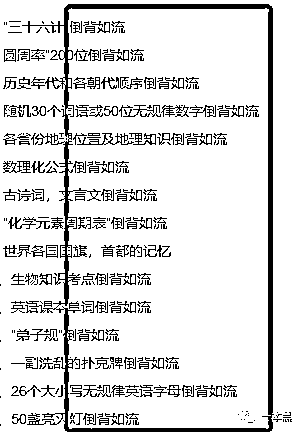 "三十六计"倒背如流
圆周率"200位倒背如流
历史年代和各朝代顺序倒背如流
随机30个词语或50位无规律数字倒背如流
各省份地理位置及地理知识倒背如流
数理化公式倒背如流
古诗词，文言文倒背如流
"化学元素周期表"倒背如流
世界各国国旗，首都的记忆
、生物知识考点倒背如流
、英语课本单词倒背如流
、"弟子规"倒背如流
、一副洗乱的扑克牌倒背如流
、26个大小写无规律英语字母倒背如流
、50盏亮灭灯倒背如流